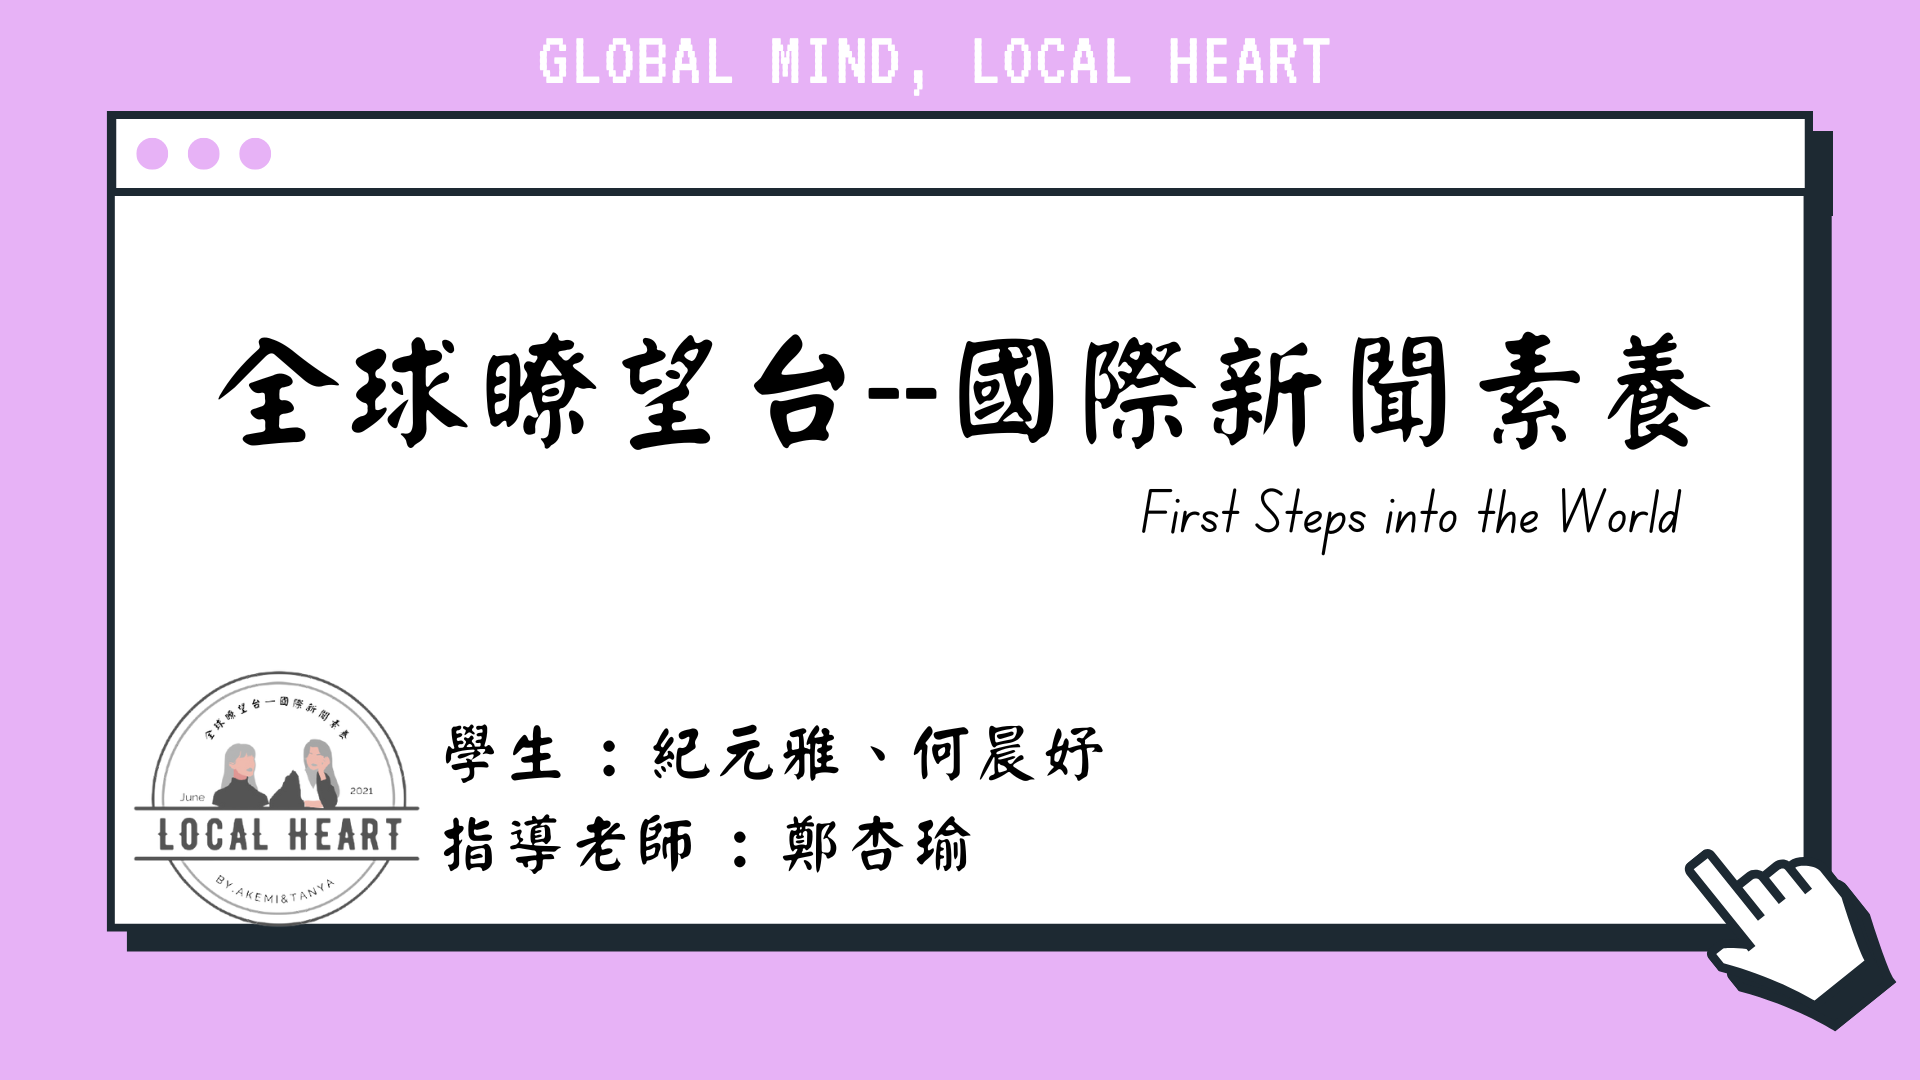 GLOBAL MIND, LOCAL HEART
全球瞭望台--國際新聞素養
First Steps into the World
全球瞭望台一國際新聞素養
June
2021
LOCAL HEART
BY.AKEMI&TANYA
學生：紀元雅、何晨妤
指導老師：鄭杏瑜